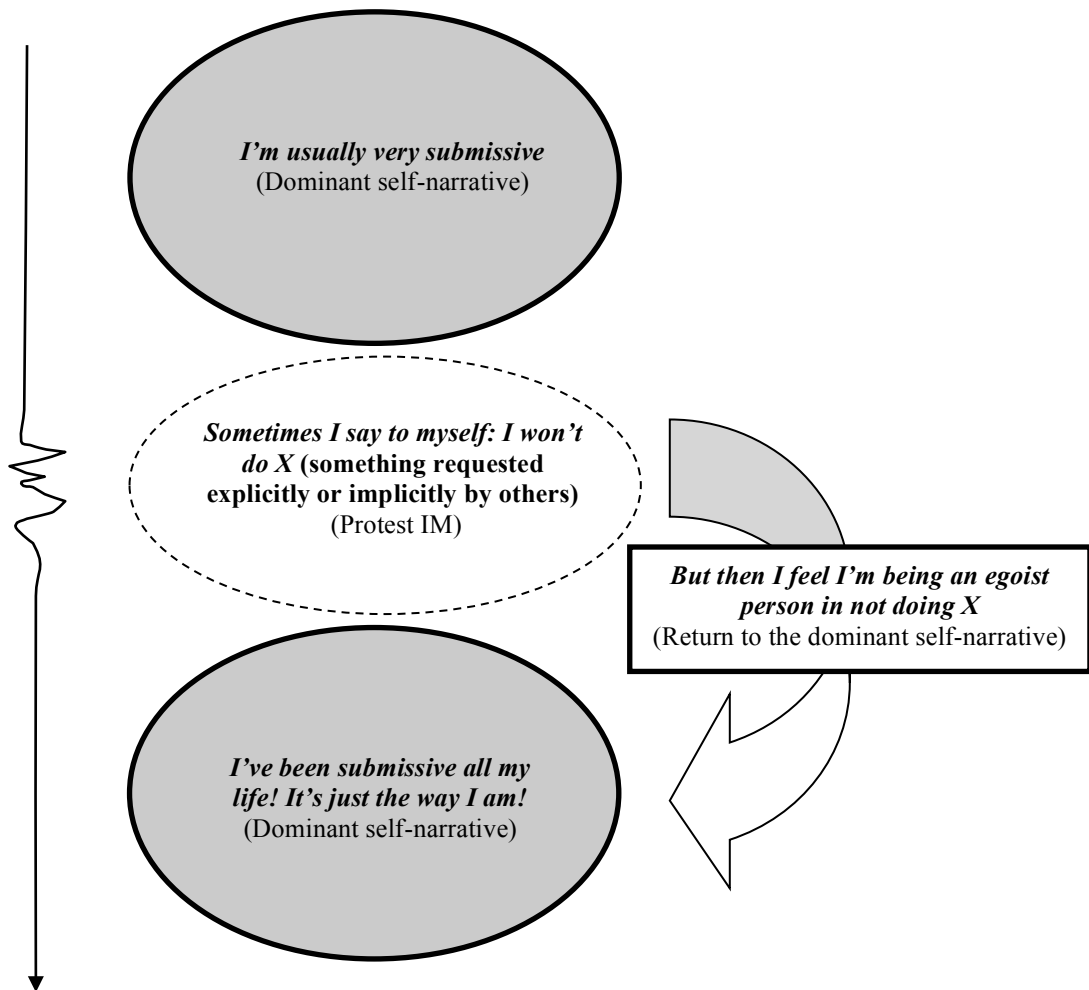 I’m usually very submissive
(Dominant self-narrative)
Sometimes I say to myself: I won’t
do X (something requested
explicitly or implicitly by others)
(Protest IM)
But then I feel I’m being an egoist
person in not doing X
(Return to the dominant self-narrative)
I’ve been submissive all my
life! It’s just the way I am!
(Dominant self-narrative)